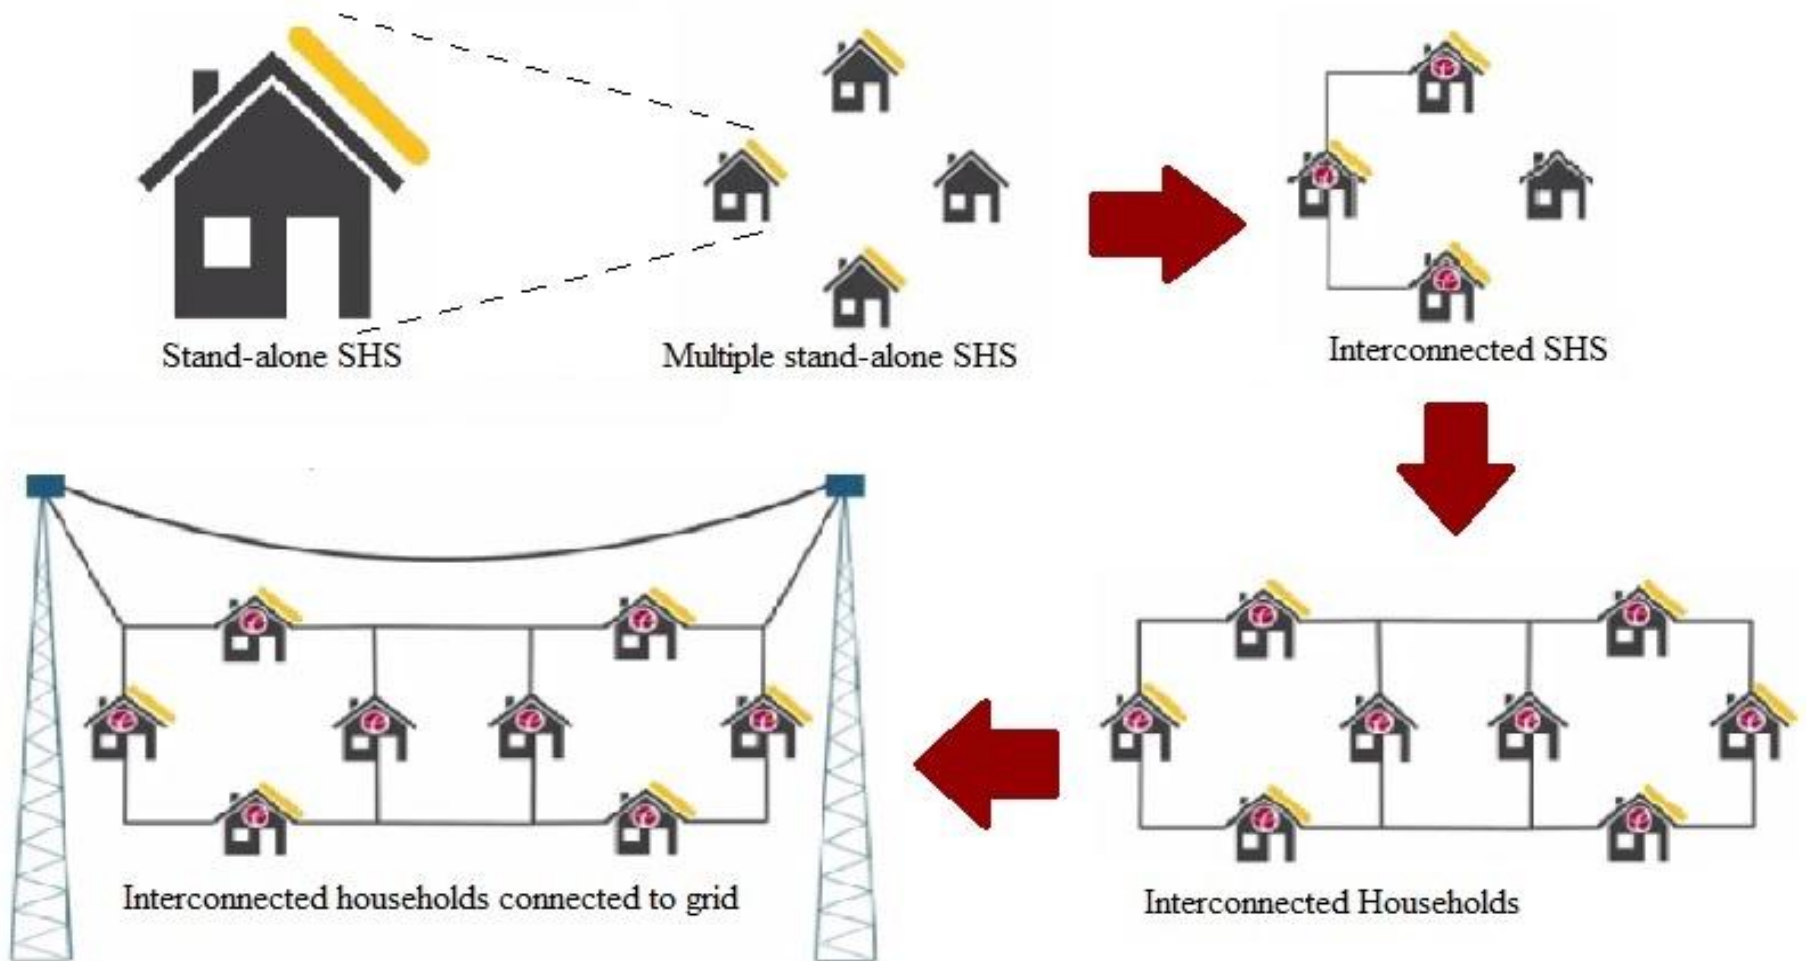 Stand-alone SHS
Multiple stand-alone SHS
Interconnected SHS
Interconnected households connected to grid
Interconnected Households